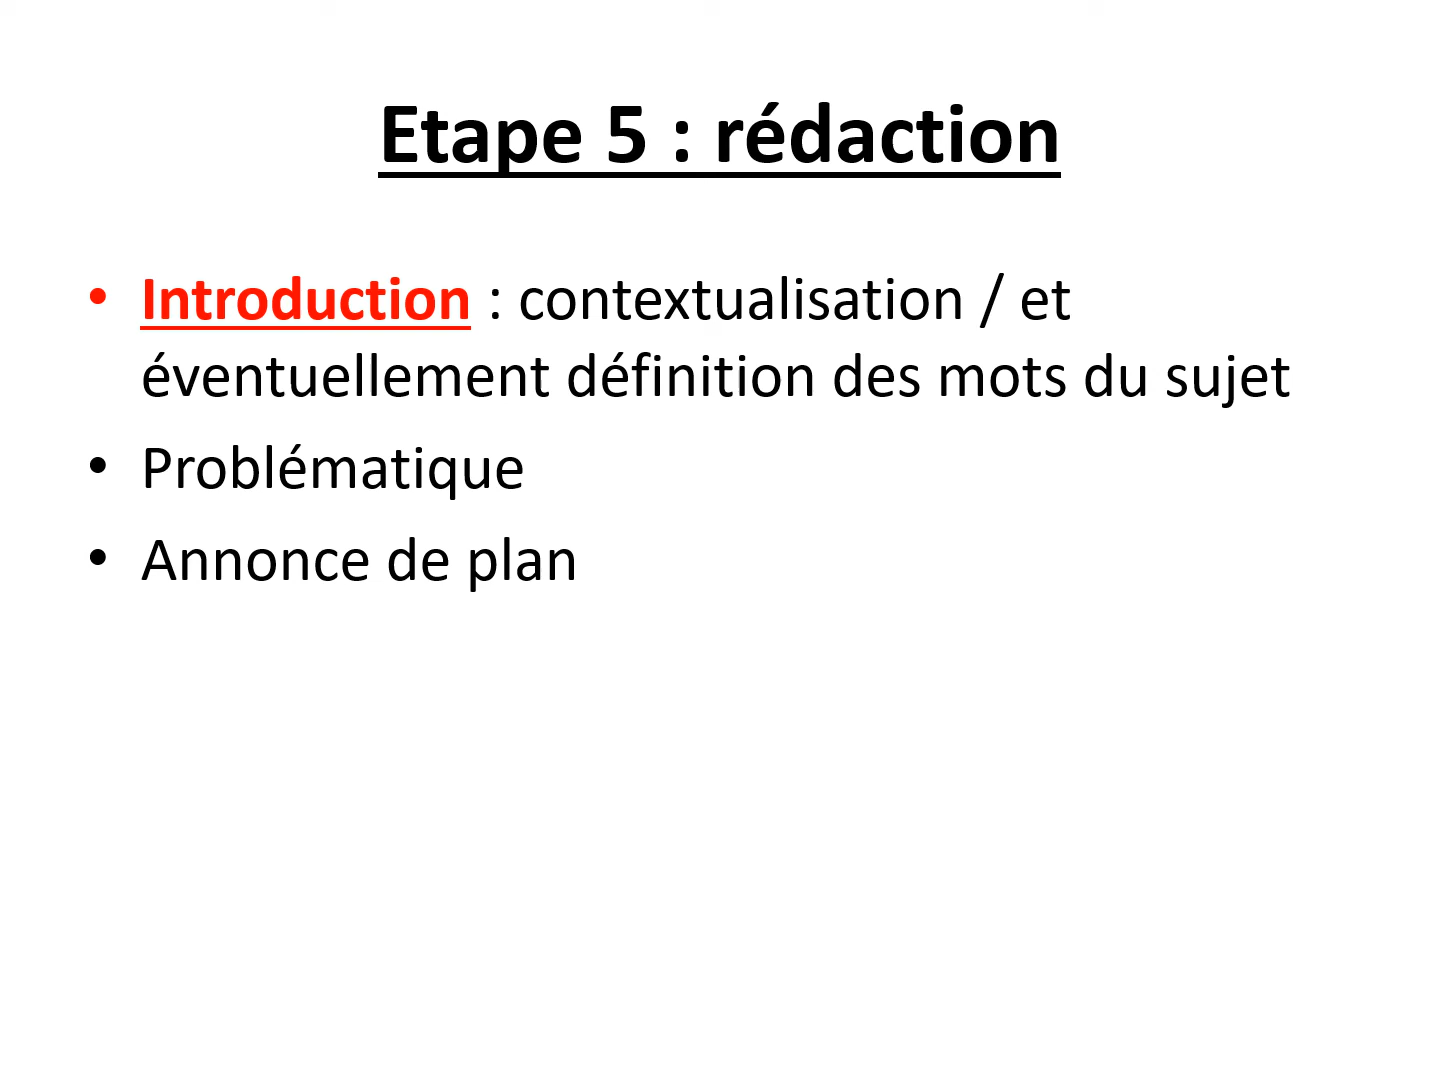 Etape 5 : rédaction
• Introduction : contextualisation / et
éventuellement définition des mots du sujet
• Problématique
• Annonce de plan